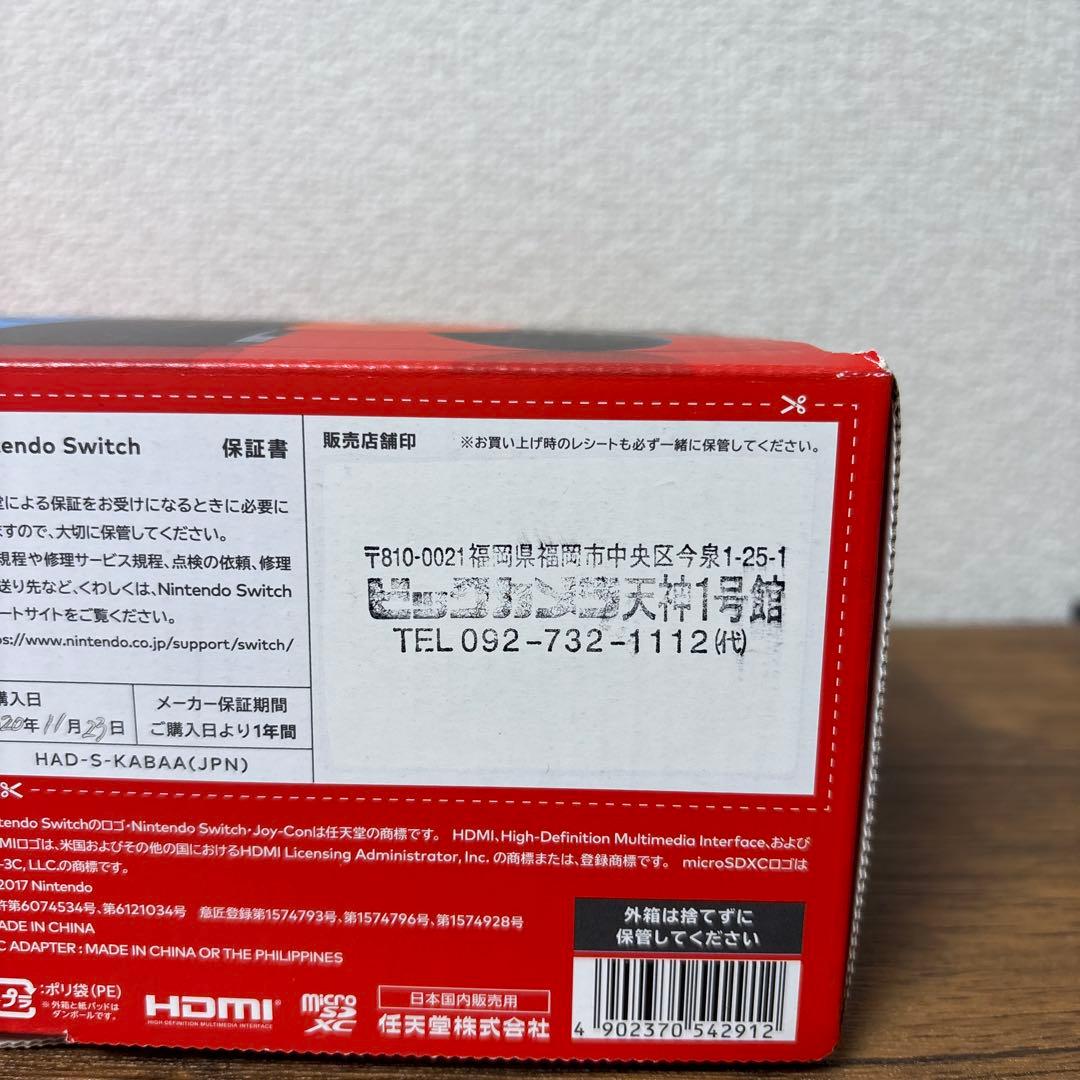 tendo Switch 保証書
堂による保証をお受けになるときに必要に
ますので、大切に保管してください。
規程や修理サービス規程、点検の依頼、修理
送り先など、くわしくは、Nintendo Switch
ートサイトをご覧ください。
ps://www.nintendo.co.jp/support/switch/
購入日
20年11月23日
メーカー保証期間
ご購入日より1年間
HAD-S-KABAA(JPN)
販売店舗印 ※お買い上げ時のレシートも必ず一緒に保管してください。
〒810-0021福岡県福岡市中央区今泉1-25-1
ビックカメラ天神1号館
TEL092-732-1112(代)
tendo Switchのロゴ・Nintendo Switch・Joy-Conは任天堂の商標です。 HDMI、High-Definition Multimedia Interface、および
MIロゴは、米国およびその他の国におけるHDMI Licensing Administrator, Inc. の商標または、登録商標です。 microSDXCロゴは
-3C, LLC.の商標です。
2017 Nintendo
許第6074534号、第6121034号 意匠登録第1574793号、第1574796号、第1574928号
ADE IN CHINA
C ADAPTER : MADE IN CHINA OR THE PHILIPPINES
プラ
:ポリ袋(PE)
※外箱と紙パッドは
ダンボールです。
HDMI
HIGH-DEFINITION MULTIMEDIA INTERFACE
micro
SD
XC
日本国内販売用
任天堂株式会社
外箱は捨てずに
保管してください
4 902370 542912